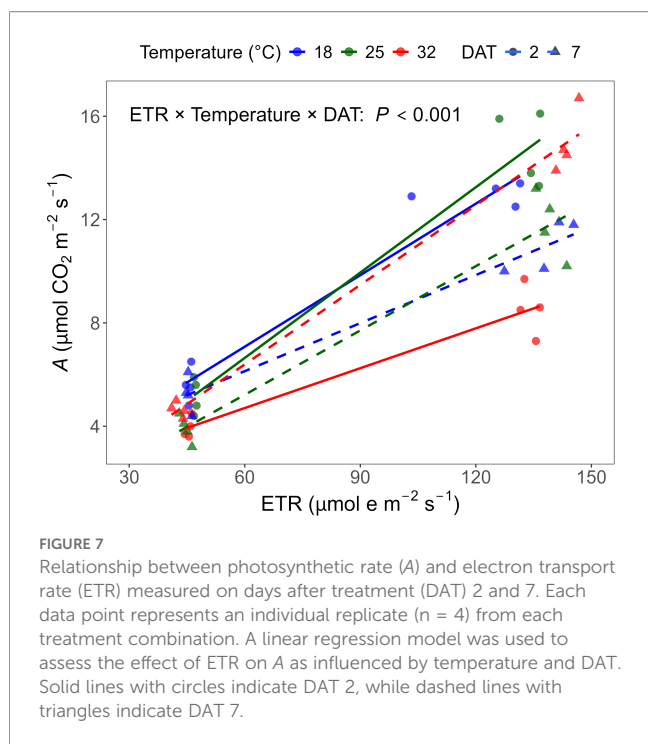 Temperature (°C) 18 25 32 DAT 2 7
ETR × Temperature × DAT: P < 0.001
16
12
8
4
A (μmol CO₂ m⁻² s⁻¹)
30 60 90 120 150
ETR (μmol e m⁻² s⁻¹)
FIGURE 7
Relationship between photosynthetic rate (A) and electron transport
rate (ETR) measured on days after treatment (DAT) 2 and 7. Each
data point represents an individual replicate (n = 4) from each
treatment combination. A linear regression model was used to
assess the effect of ETR on A as influenced by temperature and DAT.
Solid lines with circles indicate DAT 2, while dashed lines with
triangles indicate DAT 7.